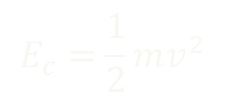 E_c = \frac{1}{2} mv^2